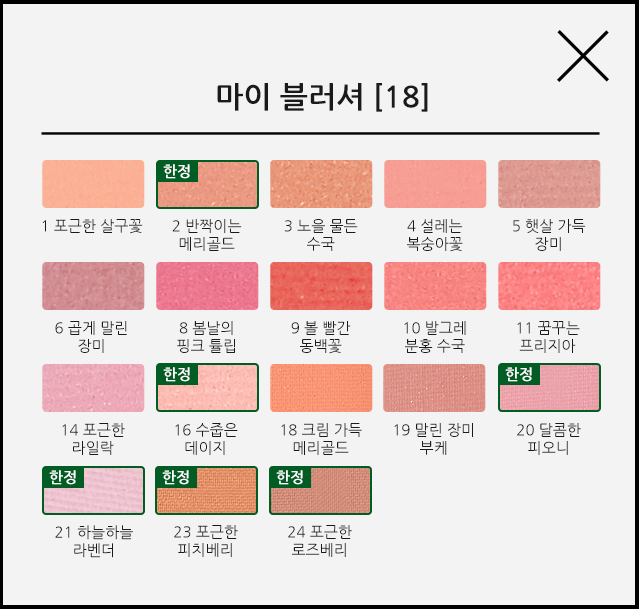 마이 블러셔 [18]
한정
1 포근한 살구꽃
2 반짝이는
메리골드
3 노을 물든
수국
4 설레는
복숭아꽃
5 햇살 가득
장미
6 곱게 말린
장미
8 봄날의
핑크 튤립
9 볼 빨간
동백꽃
10 발그레
분홍 수국
11 꿈꾸는
프리지아
한정
한정
14 포근한
라일락
16 수줍은
데이지
18 크림 가득
메리골드
19 말린 장미
부케
20 달콤한
피오니
한정
한정
한정
21 하늘하늘
라벤더
23 포근한
피치베리
24 포근한
로즈베리